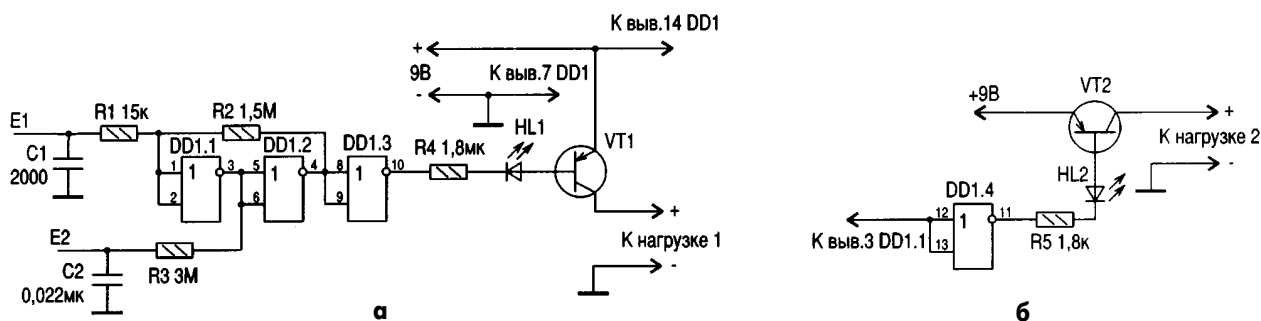 К выв.14 DD1
+
9В
-
К выв.7 DD1
E1
R1 15к
R2 1,5М
C1
2000
DD1.1
1
2
1
3
DD1.2
5
6
1
4
DD1.3
8
9
1
10
R4 1,8мк
HL1
VT1
+
К нагрузке 1
-
E2
C2
0,022мк
R3 3М
а
+9В
VT2
+
К нагрузке 2
-
HL2
DD1.4
12
13
1
11
К выв.3 DD1.1
R5 1,8к
б